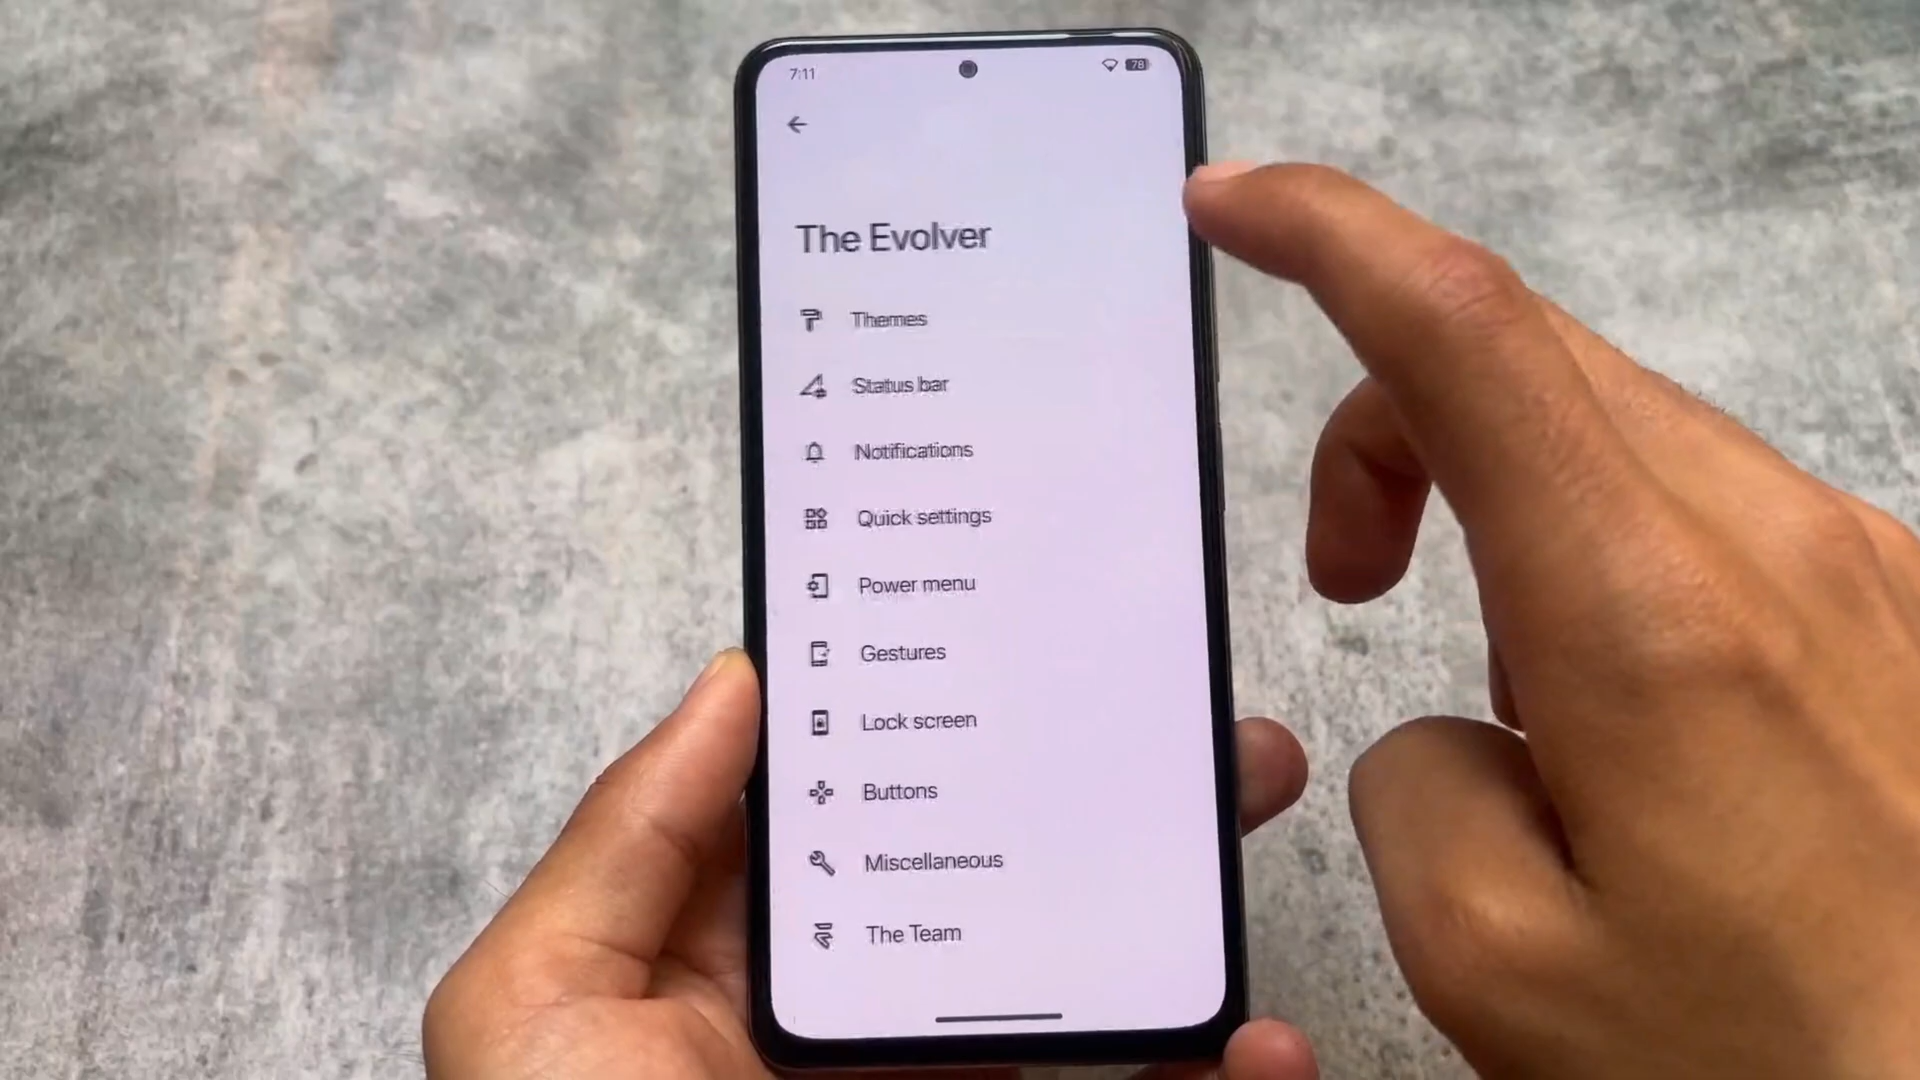 7:11
78
The Evolver
Themes
Status bar
Notifications
Quick settings
Power menu
Gestures
Lock screen
Buttons
Miscellaneous
The Team